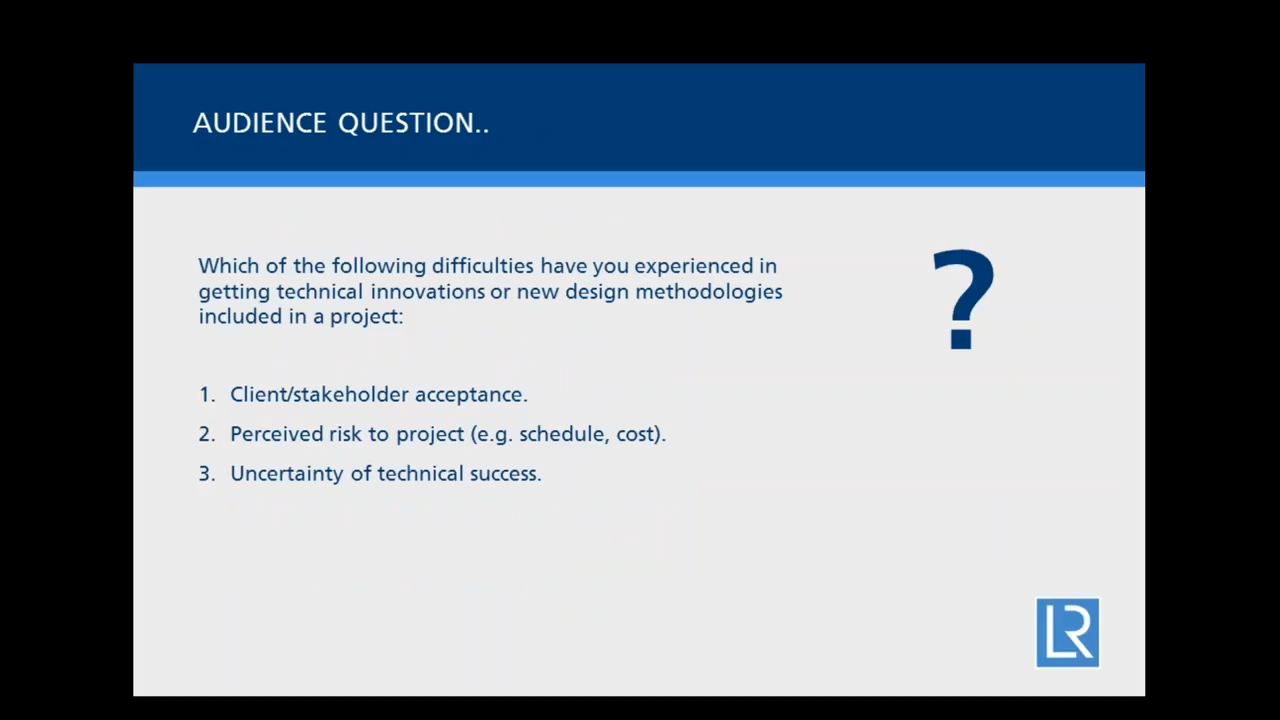 AUDIENCE QUESTION..
Which of the following difficulties have you experienced in
getting technical innovations or new design methodologies
included in a project:
?
1. Client/stakeholder acceptance.
2. Perceived risk to project (e.g. schedule, cost).
3. Uncertainty of technical success.
LR